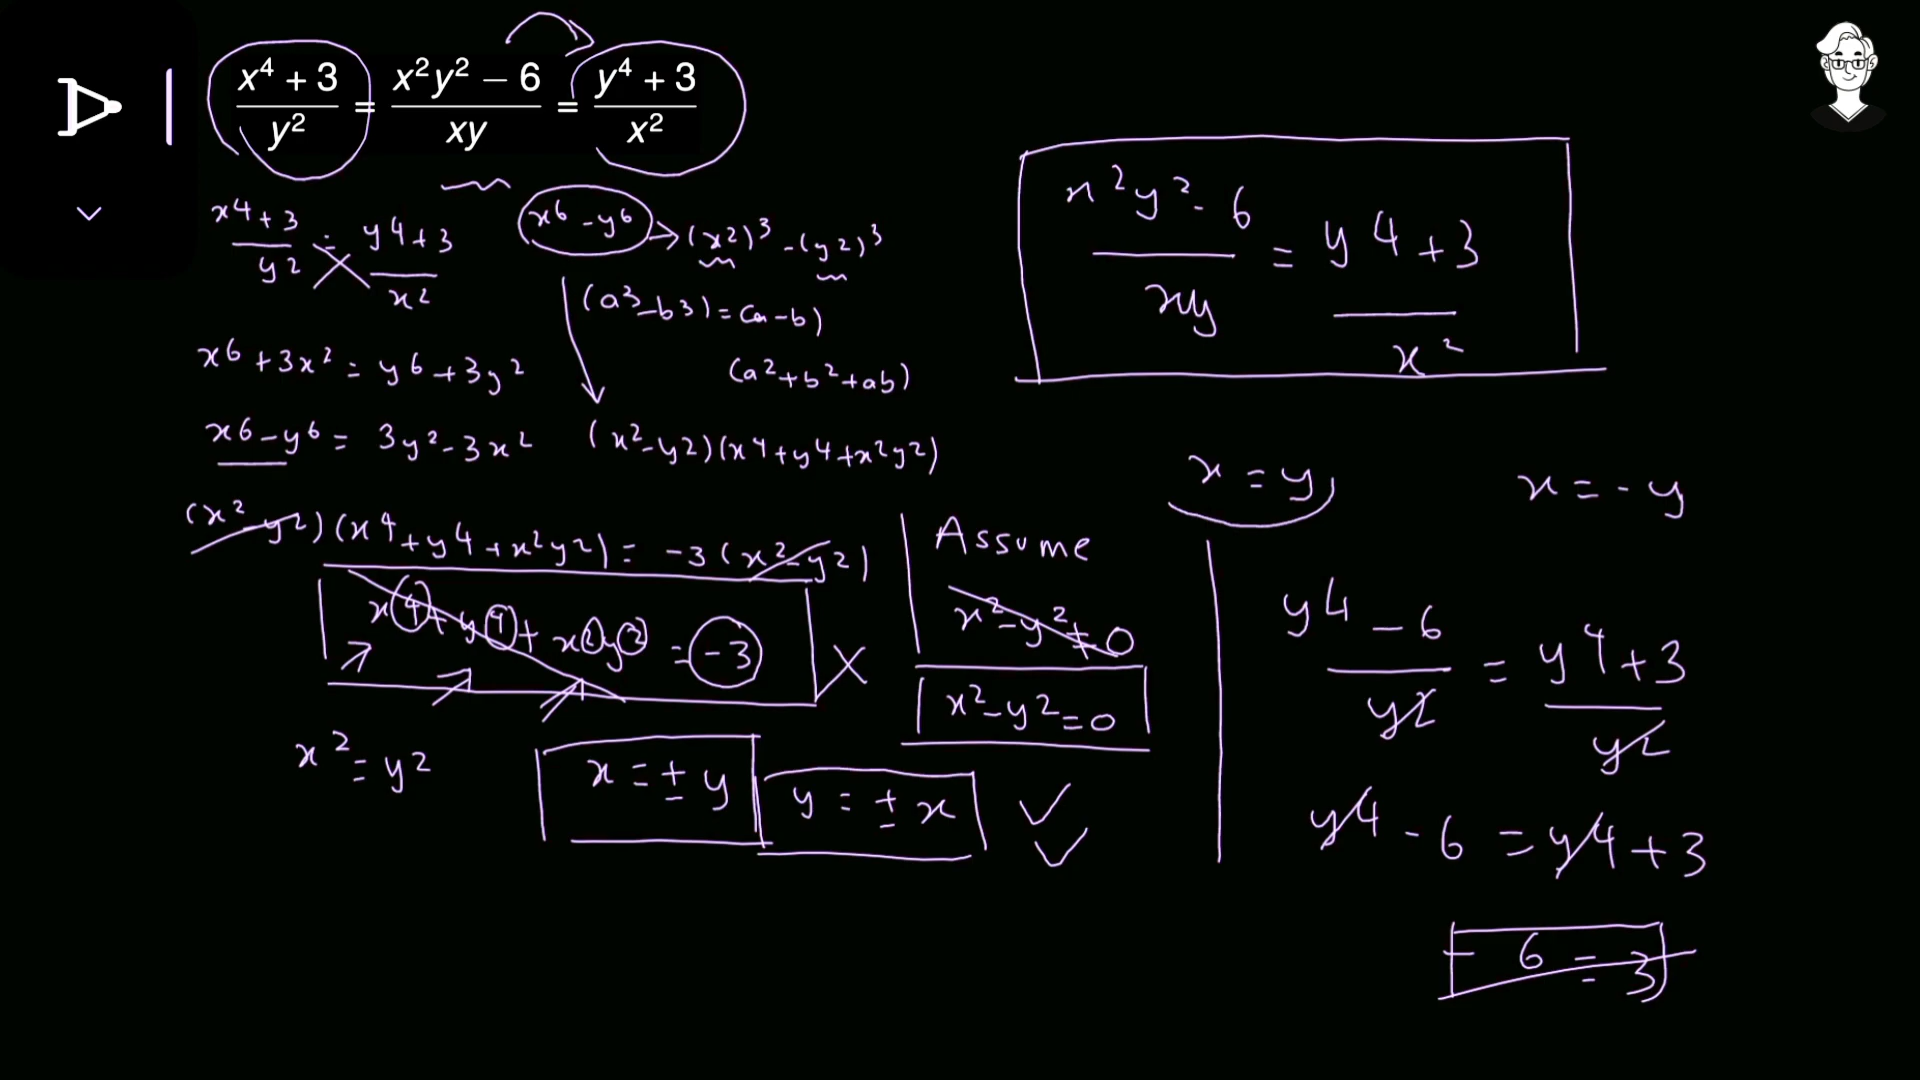 x⁴ + 3 / y² = x²y² − 6 / xy = y⁴ + 3 / x²
x⁴+3 / y² = y⁴+3 / x²
x⁶ + 3x² = y⁶ + 3y²
x⁶ - y⁶ = 3y² - 3x²
x⁶ - y⁶ → (x²)³ - (y²)³
(a³ - b³) = (a - b)
(a² + b² + ab)
(x² - y²)(x⁴ + y⁴ + x²y²)
(x² - y²)(x⁴ + y⁴ + x²y²) = -3(x² - y²)
x⁴ + y⁴ + x²y² = -3 X
x² = y²
x = ± y
y = ± x
Assume
x² - y² ≠ 0
x² - y² = 0
x²y² - 6 / xy = y⁴ + 3 / x²
x = y
x = - y
y⁴ - 6 / y² = y⁴ + 3 / y²
y⁴ - 6 = y⁴ + 3
- 6 = 3